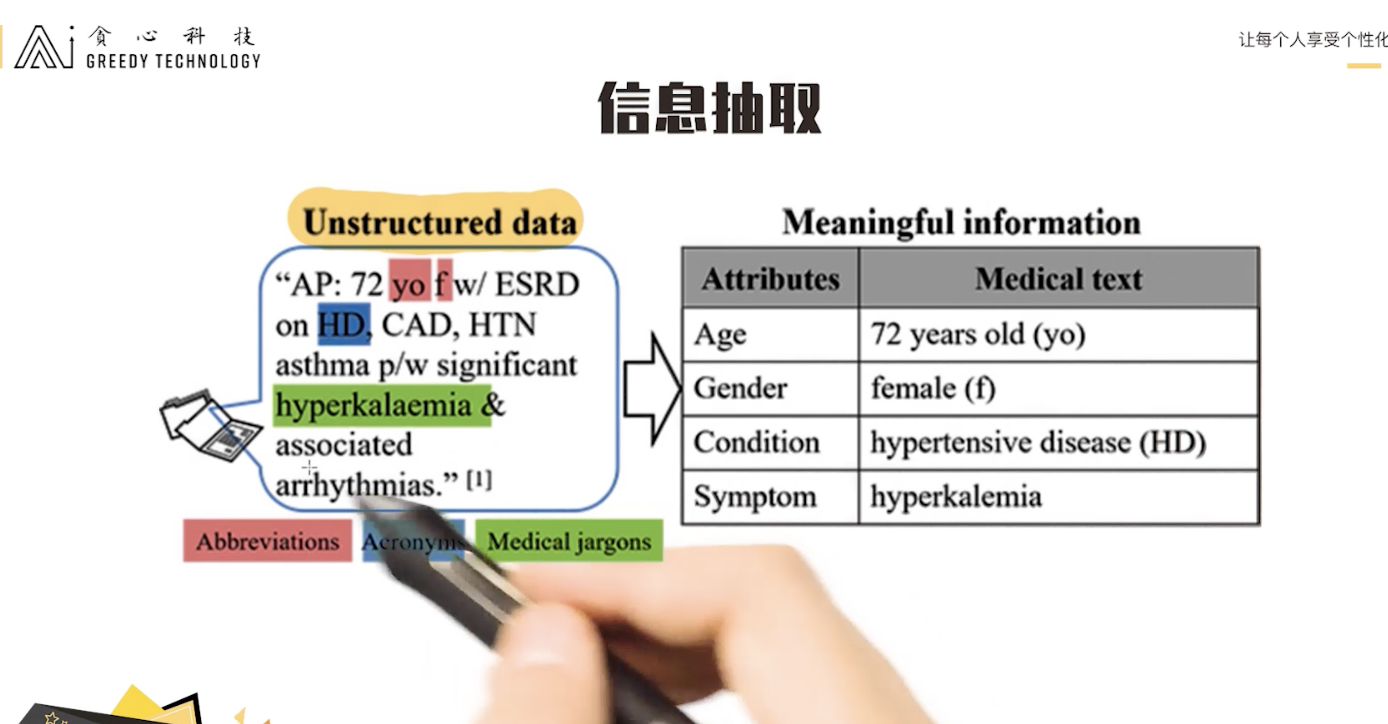 貪心科技
GREEDY TECHNOLOGY
让每个人享受个性化
信息抽取
Unstructured data
“AP: 72 yo f w/ ESRD
on HD, CAD, HTN
asthma p/w significant
hyperkalaemia &
associated
arrhythmias.” [1]
Abbreviations
Acronyms
Medical jargons
Meaningful information
Attributes Medical text
Age 72 years old (yo)
Gender female (f)
Condition hypertensive disease (HD)
Symptom hyperkalemia